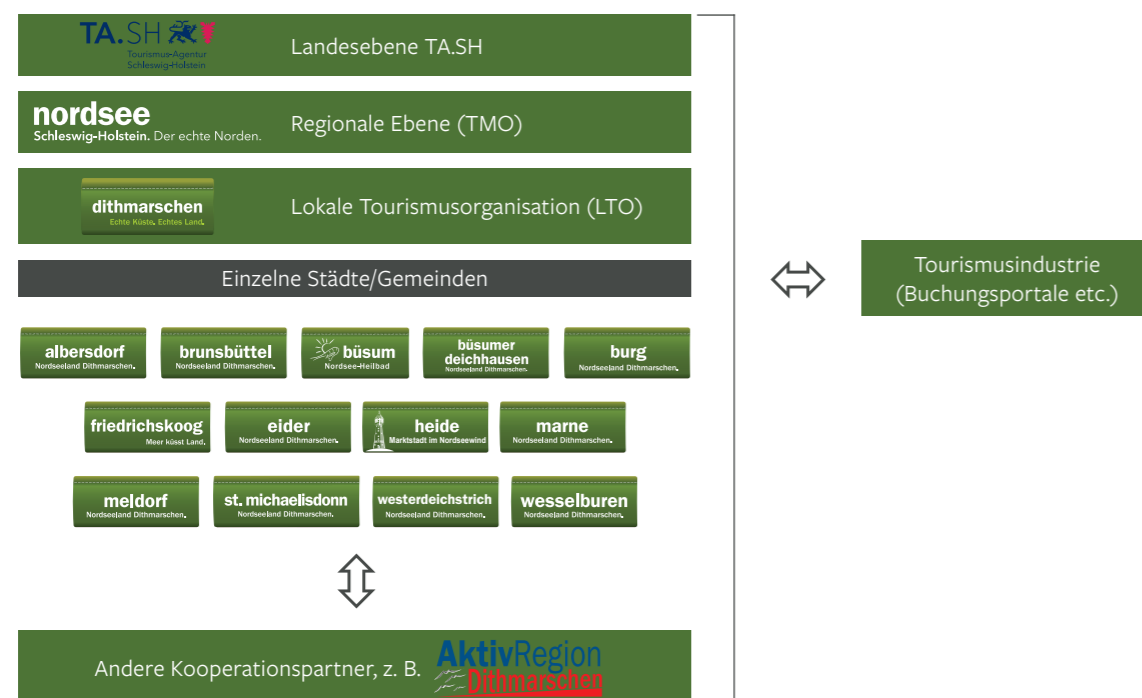 TA.SH
Tourismus-Agentur
Schleswig-Holstein
Landesebene TA.SH
nordsee
Schleswig-Holstein. Der echte Norden.
Regionale Ebene (TMO)
dithmarschen
Echte Küste. Echtes Land.
Lokale Tourismusorganisation (LTO)
Einzelne Städte/Gemeinden
Tourismusindustrie
(Buchungsportale etc.)
albersdorf
Nordseeland Dithmarschen.
brunsbüttel
Nordseeland Dithmarschen.
büsum
Nordsee-Heilbad
büsumer
deichhausen
Nordseeland Dithmarschen.
burg
Nordseeland Dithmarschen.
friedrichskoog
Meer küsst Land.
eider
Nordseeland Dithmarschen.
heide
Marktstadt im Nordseewind
marne
Nordseeland Dithmarschen.
meldorf
Nordseeland Dithmarschen.
st. michaelisdonn
Nordseeland Dithmarschen.
westerdeichstrich
Nordseeland Dithmarschen.
wesselburen
Nordseeland Dithmarschen.
Andere Kooperationspartner, z. B.
AktivRegion
Dithmarschen